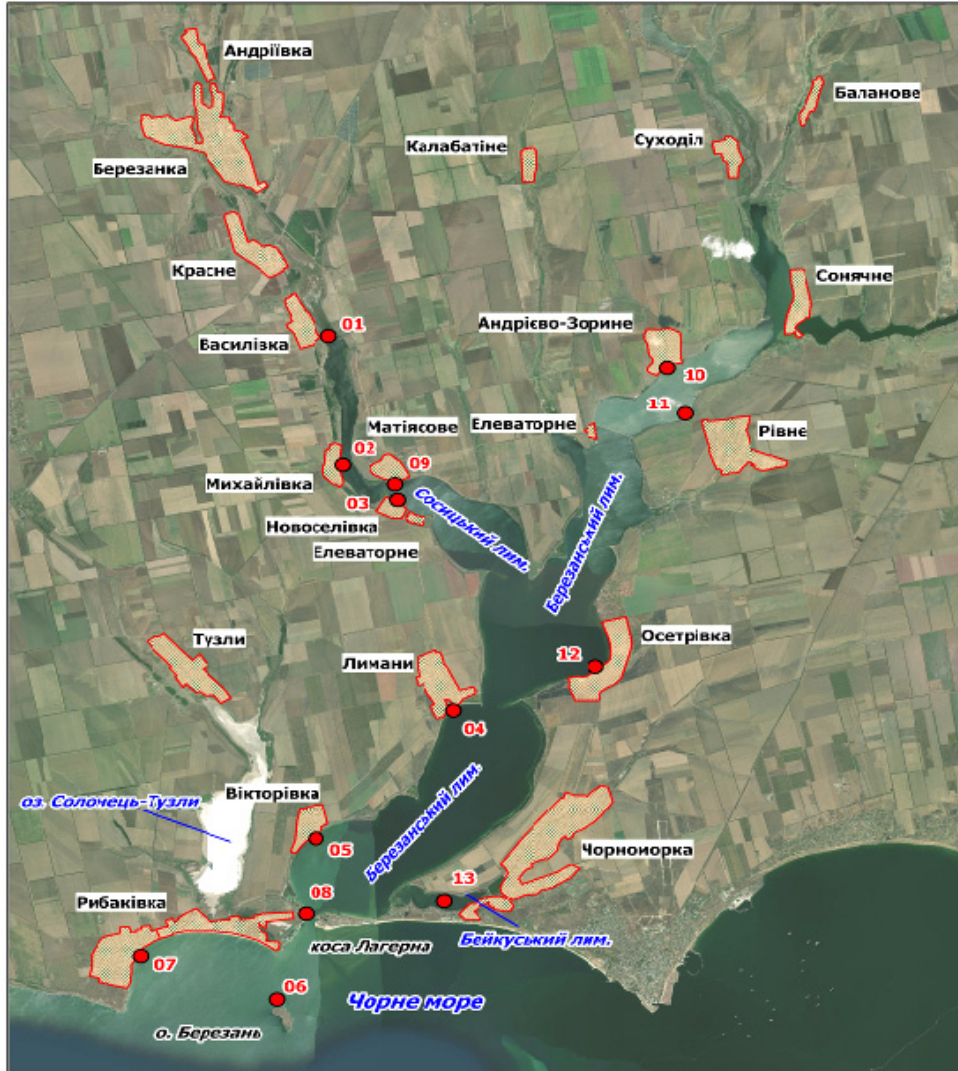 Андріївка
Баланове
Суходіл
Калабатіне
Березанка
Красне
Сонячне
Андрієво-Зорине
Василівка
01
10
11
Елеваторне
Рівнє
Матіясове
02
09
Михайлівка
03
Сосицький лим.
Новоселівка
Елеваторне
Березанський лим.
Тузли
Лимани
Осетрівка
12
04
Вікторівка
оз. Солочець-Тузли
Березанський лим.
05
Чорноморка
13
08
Рибаківка
коса Лагерна
Бейкуський лим.
07
06
Чорне море
о. Березань